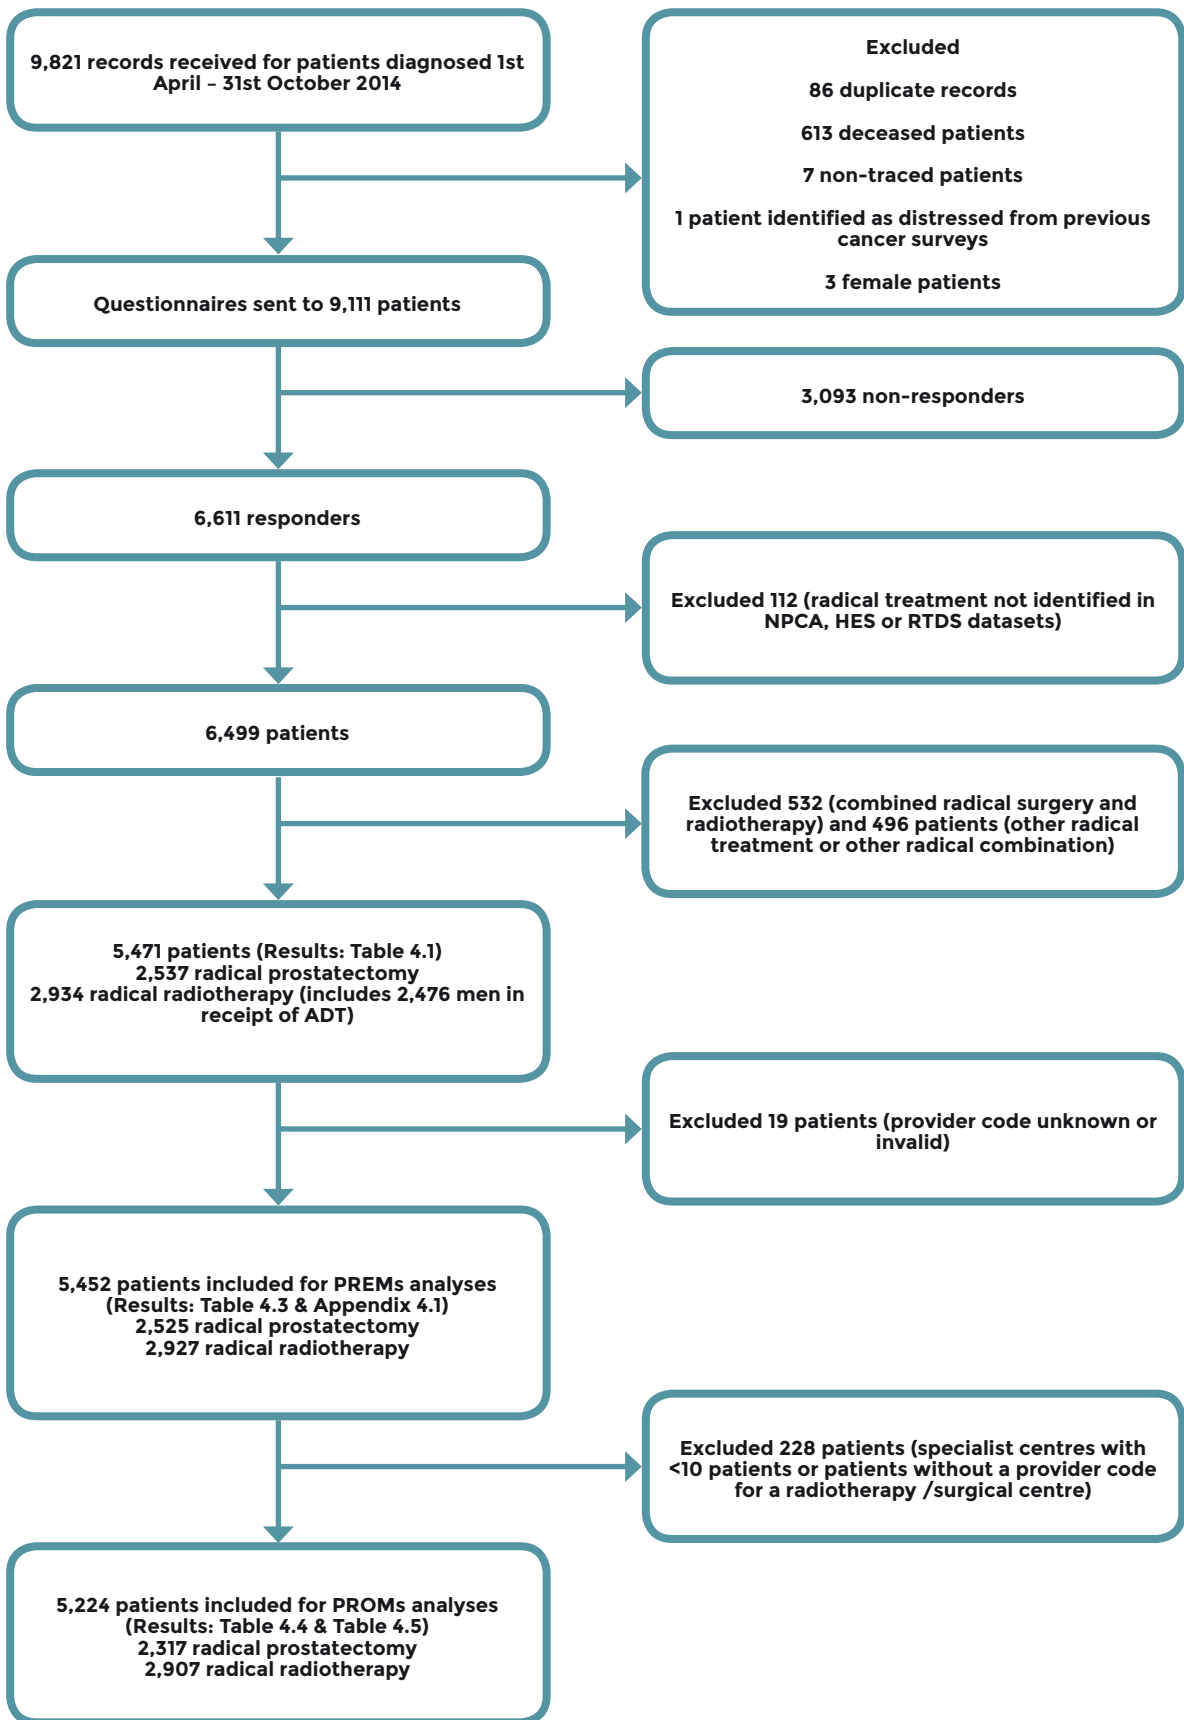 9,821 records received for patients diagnosed 1st
April – 31st October 2014
Excluded
86 duplicate records
613 deceased patients
7 non-traced patients
1 patient identified as distressed from previous
cancer surveys
3 female patients
Questionnaires sent to 9,111 patients
3,093 non-responders
6,611 responders
Excluded 112 (radical treatment not identified in
NPCA, HES or RTDS datasets)
6,499 patients
Excluded 532 (combined radical surgery and
radiotherapy) and 496 patients (other radical
treatment or other radical combination)
5,471 patients (Results: Table 4.1)
2,537 radical prostatectomy
2,934 radical radiotherapy (includes 2,476 men in
receipt of ADT)
Excluded 19 patients (provider code unknown or
invalid)
5,452 patients included for PREMs analyses
(Results: Table 4.3 & Appendix 4.1)
2,525 radical prostatectomy
2,927 radical radiotherapy
Excluded 228 patients (specialist centres with
<10 patients or patients without a provider code
for a radiotherapy /surgical centre)
5,224 patients included for PROMs analyses
(Results: Table 4.4 & Table 4.5)
2,317 radical prostatectomy
2,907 radical radiotherapy